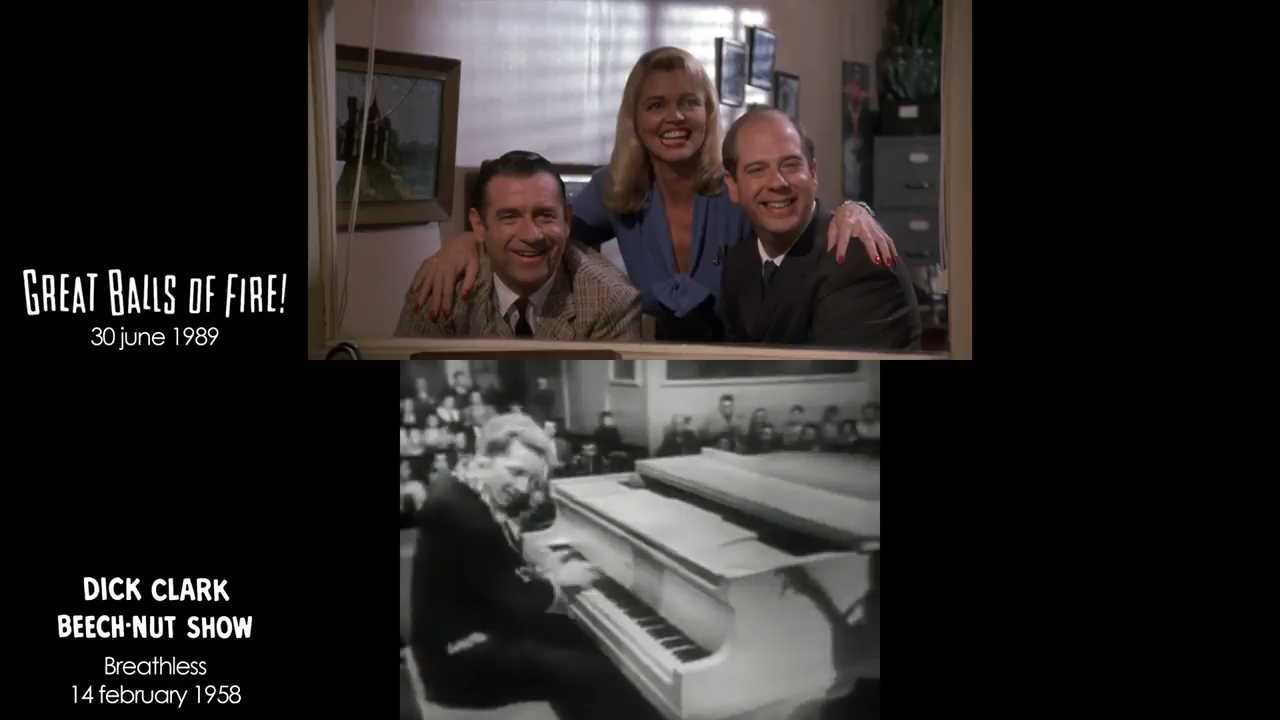 GREAT BALLS OF FIRE!
30 june 1989
DICK CLARK
BEECH-NUT SHOW
Breathless
14 february 1958